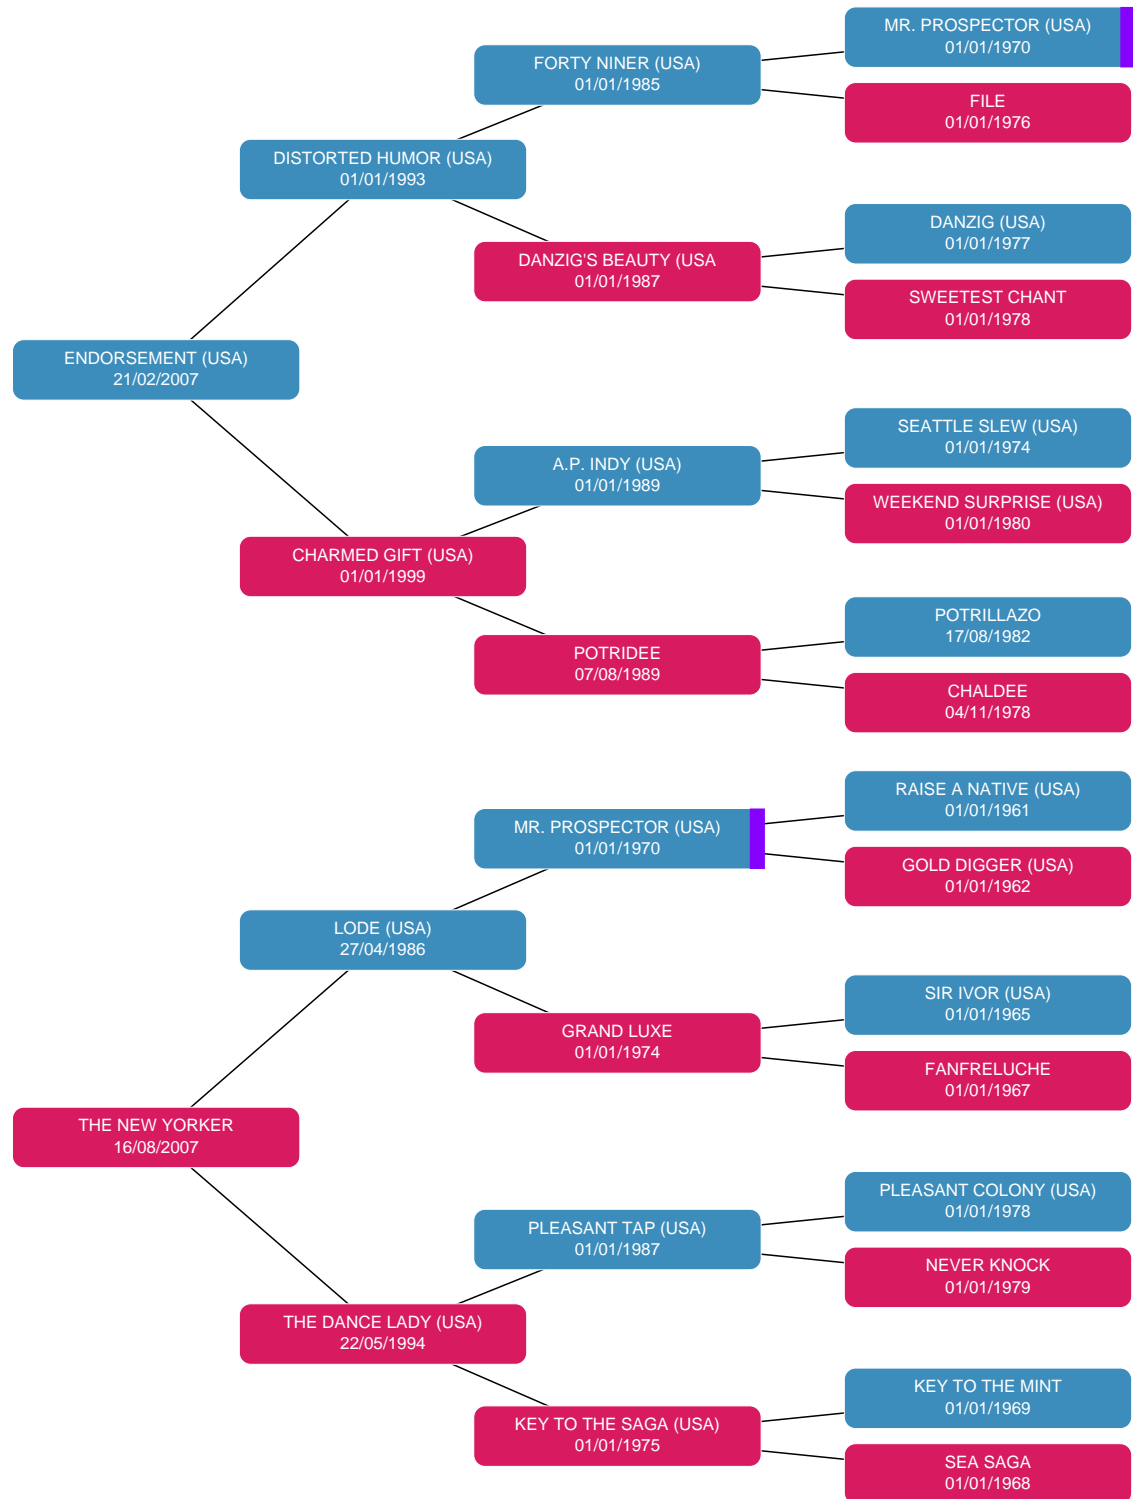 MR. PROSPECTOR (USA)
01/01/1970
FORTY NINER (USA)
01/01/1985
FILE
01/01/1976
DISTORTED HUMOR (USA)
01/01/1993
DANZIG (USA)
01/01/1977
DANZIG'S BEAUTY (USA
01/01/1987
SWEETEST CHANT
01/01/1978
ENDORSEMENT (USA)
21/02/2007
SEATTLE SLEW (USA)
01/01/1974
A.P. INDY (USA)
01/01/1989
WEEKEND SURPRISE (USA)
01/01/1980
CHARMED GIFT (USA)
01/01/1999
POTRILLAZO
17/08/1982
POTRIDEE
07/08/1989
CHALDEE
04/11/1978
RAISE A NATIVE (USA)
01/01/1961
MR. PROSPECTOR (USA)
01/01/1970
GOLD DIGGER (USA)
01/01/1962
LODE (USA)
27/04/1986
SIR IVOR (USA)
01/01/1965
GRAND LUXE
01/01/1974
FANFRELUCHE
01/01/1967
THE NEW YORKER
16/08/2007
PLEASANT COLONY (USA)
01/01/1978
PLEASANT TAP (USA)
01/01/1987
NEVER KNOCK
01/01/1979
THE DANCE LADY (USA)
22/05/1994
KEY TO THE MINT
01/01/1969
KEY TO THE SAGA (USA)
01/01/1975
SEA SAGA
01/01/1968